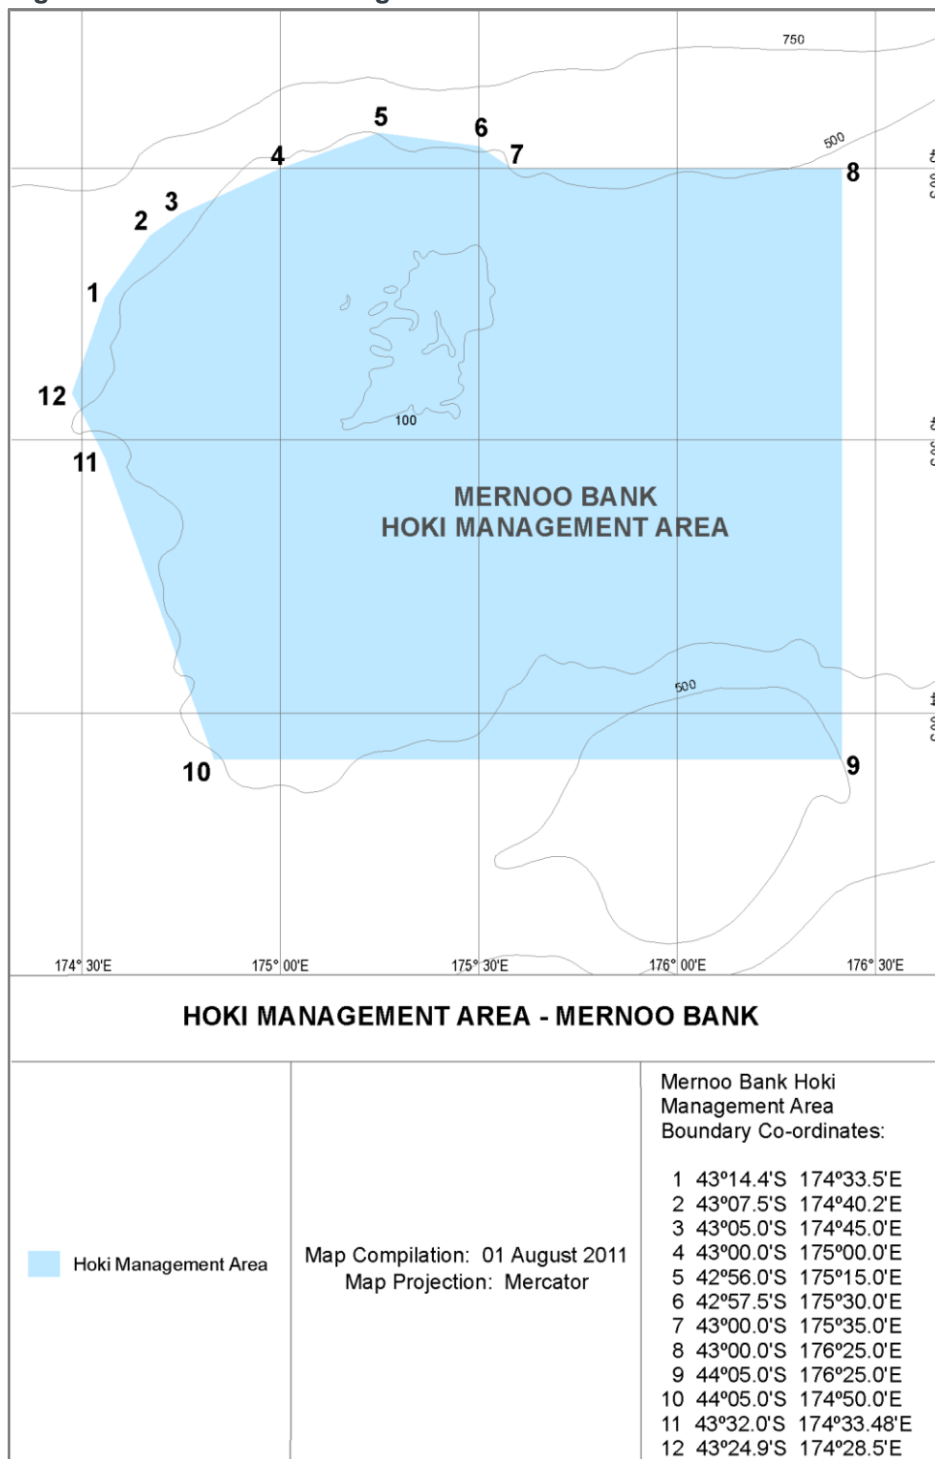 750
500
5
6
4
7
8
3
2
1
12
100
11
MERNOO BANK
HOKI MANAGEMENT AREA
500
10
9
174° 30'E
175° 00'E
175° 30'E
176° 00'E
176° 30'E
HOKI MANAGEMENT AREA - MERNOO BANK
Hoki Management Area
Map Compilation: 01 August 2011
Map Projection: Mercator
Mernoo Bank Hoki
Management Area
Boundary Co-ordinates:
1 43º14.4'S 174º33.5'E
2 43º07.5'S 174º40.2'E
3 43º05.0'S 174º45.0'E
4 43º00.0'S 175º00.0'E
5 42º56.0'S 175º15.0'E
6 42º57.5'S 175º30.0'E
7 43º00.0'S 175º35.0'E
8 43º00.0'S 176º25.0'E
9 44º05.0'S 176º25.0'E
10 44º05.0'S 174º50.0'E
11 43º32.0'S 174º33.48'E
12 43º24.9'S 174º28.5'E